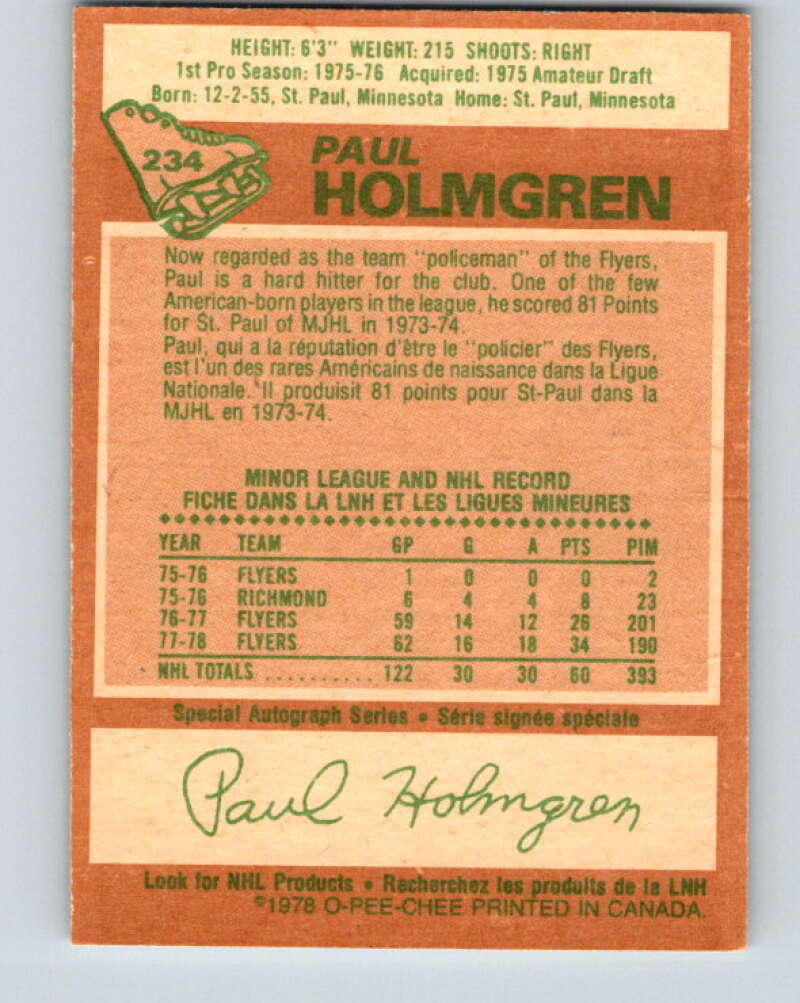 HEIGHT: 6'3" WEIGHT: 215 SHOOTS: RIGHT
1st Pro Season: 1975-76 Acquired: 1975 Amateur Draft
Born: 12-2-55, St. Paul, Minnesota Home: St. Paul, Minnesota
234
PAUL
HOLMGREN
Now regarded as the team "policeman" of the Flyers,
Paul is a hard hitter for the club. One of the few
American-born players in the league, he scored 81 Points
for St. Paul of MJHL in 1973-74.
Paul, qui a la réputation d'être le "policier" des Flyers,
est l'un des rares Américains de naissance dans la Ligue
Nationale. Il produisit 81 points pour St-Paul dans la
MJHL en 1973-74.
MINOR LEAGUE AND NHL RECORD
FICHE DANS LA LNH ET LES LIGUES MINEURES
YEAR TEAM GP G A PTS PIM
75-76 FLYERS 1 0 0 0 2
75-76 RICHMOND 6 4 4 8 23
76-77 FLYERS 59 14 12 26 201
77-78 FLYERS 62 16 18 34 190
NHL TOTALS .......... 122 30 30 60 393
Special Autograph Series • Série signée spéciale
Paul Holmgren
Look for NHL Products • Recherchez les produits de la LNH
©1978 O-PEE-CHEE PRINTED IN CANADA.